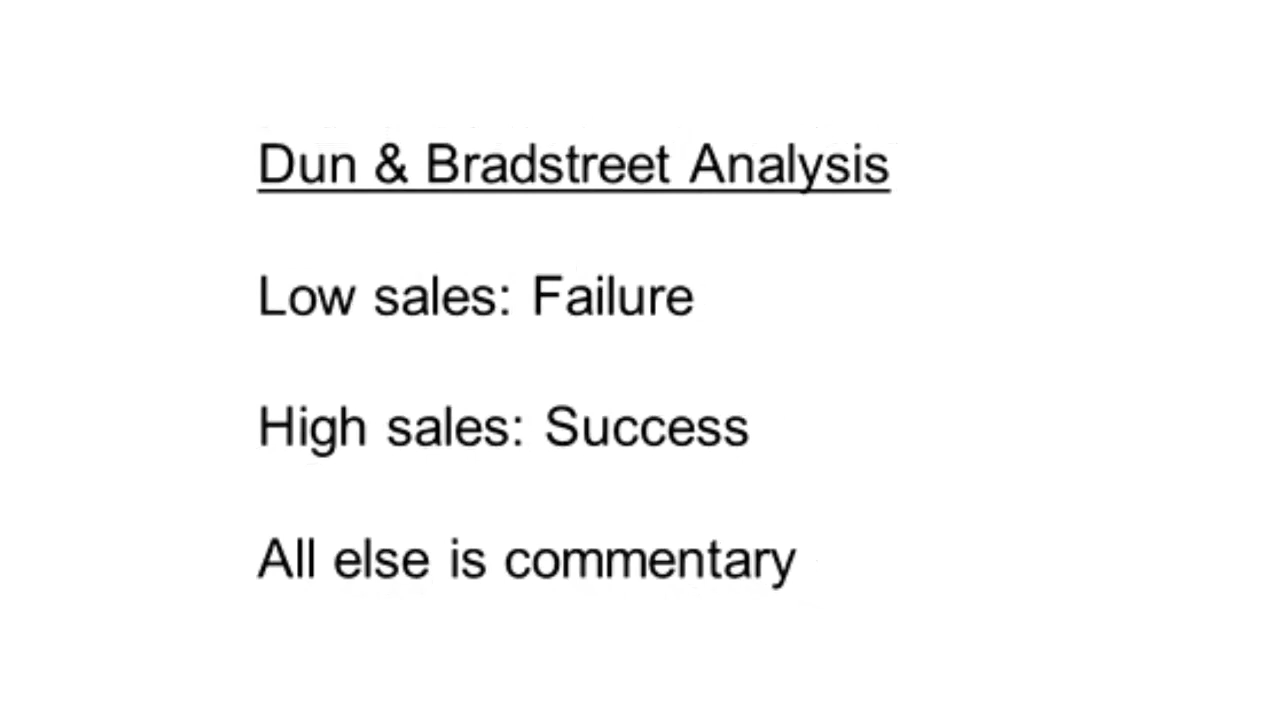 Dun & Bradstreet Analysis
Low sales: Failure
High sales: Success
All else is commentary